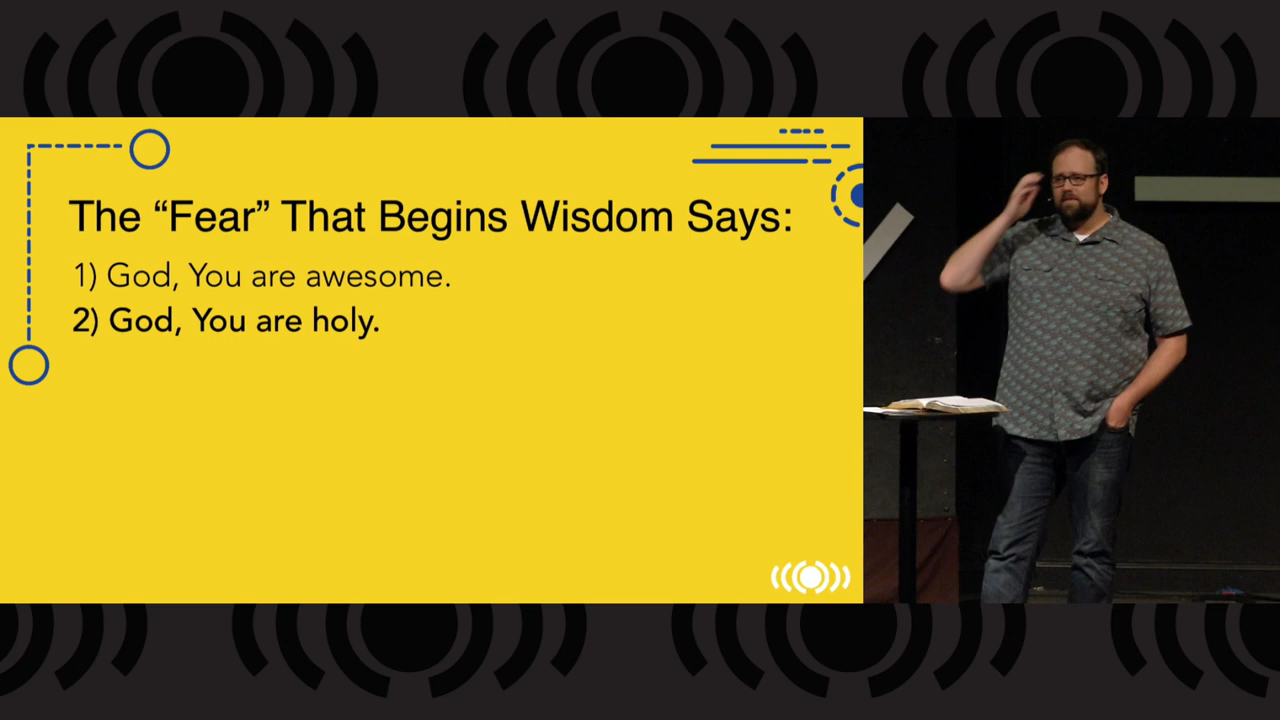 The “Fear” That Begins Wisdom Says:
1) God, You are awesome.
2) God, You are holy.